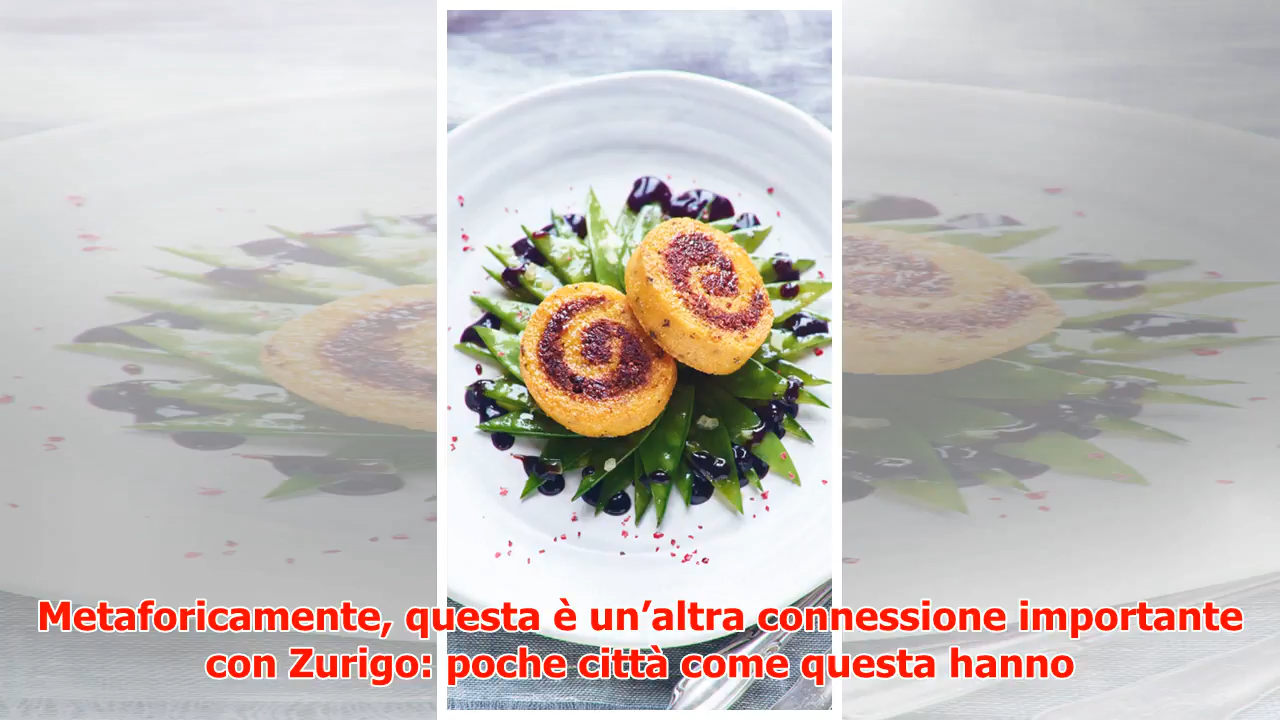 Metaforicamente, questa è un’altra connessione importante
con Zurigo: poche città come questa hanno